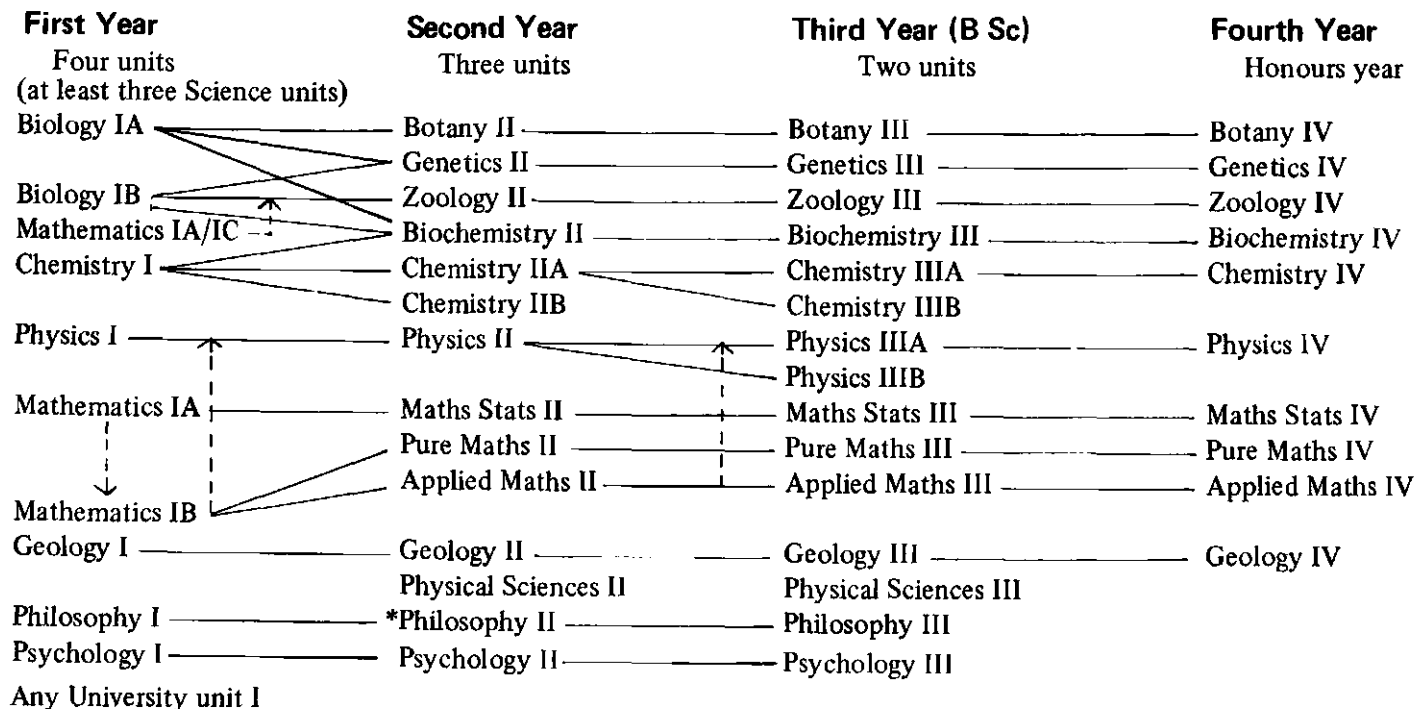 First Year Second Year Third Year (B Sc) Fourth Year
Four units Three units Two units Honours year
(at least three Science units)
Biology IA Botany II Botany III Botany IV
Genetics II Genetics III Genetics IV
Biology IB Zoology II Zoology III Zoology IV
Mathematics IA/IC Biochemistry II Biochemistry III Biochemistry IV
Chemistry I Chemistry IIA Chemistry IIIA Chemistry IV
Chemistry IIB Chemistry IIIB
Physics I Physics II Physics IIIA Physics IV
Physics IIIB
Mathematics IA Maths Stats II Maths Stats III Maths Stats IV
Pure Maths II Pure Maths III Pure Maths IV
Applied Maths II Applied Maths III Applied Maths IV
Mathematics IB
Geology I Geology II Geology III Geology IV
Physical Sciences II Physical Sciences III
Philosophy I *Philosophy II Philosophy III
Psychology I Psychology II Psychology III
Any University unit I